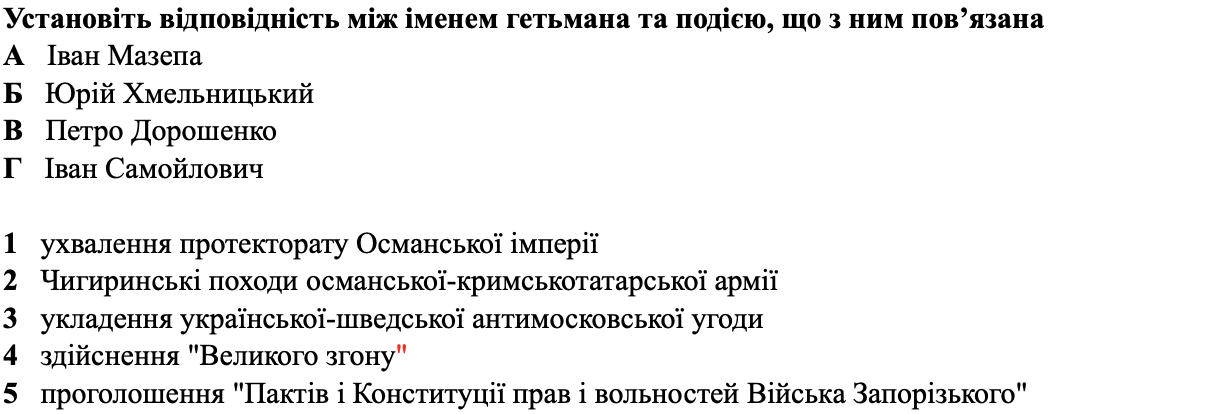 Установіть відповідність між іменем гетьмана та подією, що з ним пов’язана
А Іван Мазепа
Б Юрій Хмельницький
В Петро Дорошенко
Г Іван Самойлович
1 ухвалення протекторату Османської імперії
2 Чигиринські походи османської-кримськотатарської армії
3 укладення української-шведської антимосковської угоди
4 здійснення "Великого згону"
5 проголошення "Пактів і Конституції прав і вольностей Війська Запорізького"